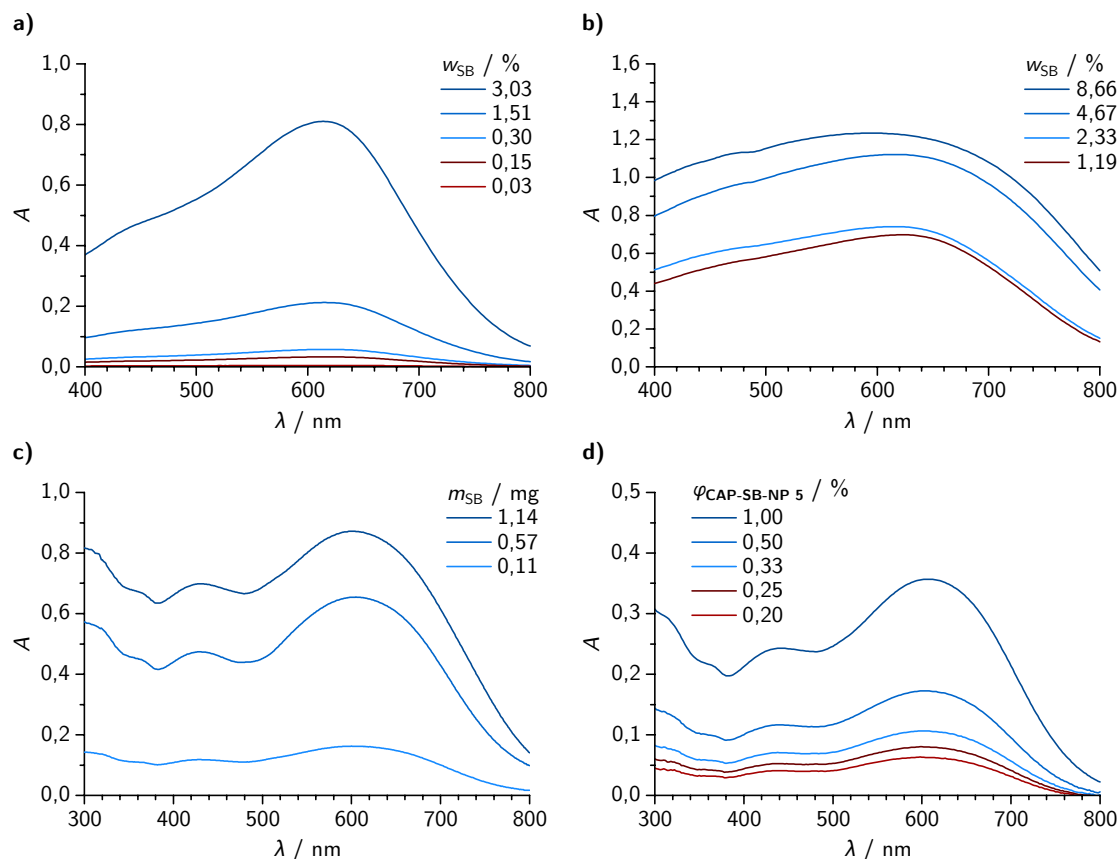 a)
1,0
0,8
0,6
0,4
0,2
0,0
A
400 500 600 700 800
λ / nm
w_SB / %
3,03
1,51
0,30
0,15
0,03
b)
1,6
1,4
1,2
1,0
0,8
0,6
0,4
0,2
0,0
A
400 500 600 700 800
λ / nm
w_SB / %
8,66
4,67
2,33
1,19
c)
1,0
0,8
0,6
0,4
0,2
0,0
A
300 400 500 600 700 800
λ / nm
m_SB / mg
1,14
0,57
0,11
d)
0,5
0,4
0,3
0,2
0,1
0,0
A
300 400 500 600 700 800
λ / nm
φ_CAP-SB-NP 5 / %
1,00
0,50
0,33
0,25
0,20